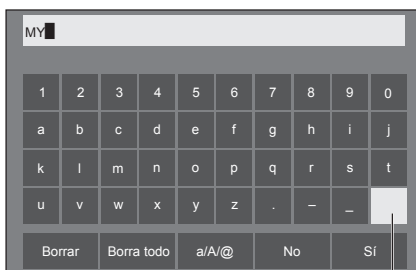 MY
1 2 3 4 5 6 7 8 9 0
a b c d e f g h i j
k l m n o p q r s t
u v w x y z . – _
Borrar Borra todo a/A/@ No Sí